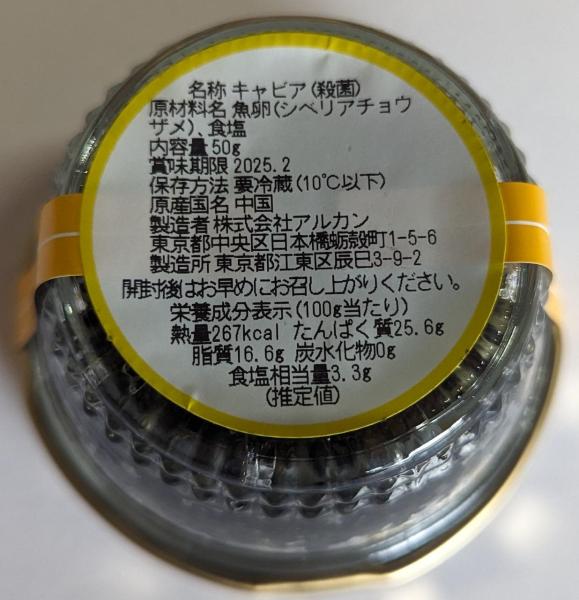 名称 キャビア(殺菌)
原材料名 魚卵(シベリアチョウ
ザメ)、食塩
内容量 50g
賞味期限 2025.2
保存方法 要冷蔵(10℃以下)
原産国名 中国
製造者 株式会社アルカン
東京都中央区日本橋蛎殻町1-5-6
製造所 東京都江東区辰巳3-9-2
開封後はお早めにお召し上がりください。
栄養成分表示(100g当たり)
熱量267kcal たんぱく質25.6g
脂質16.6g 炭水化物0g
食塩相当量3.3g
(推定値)